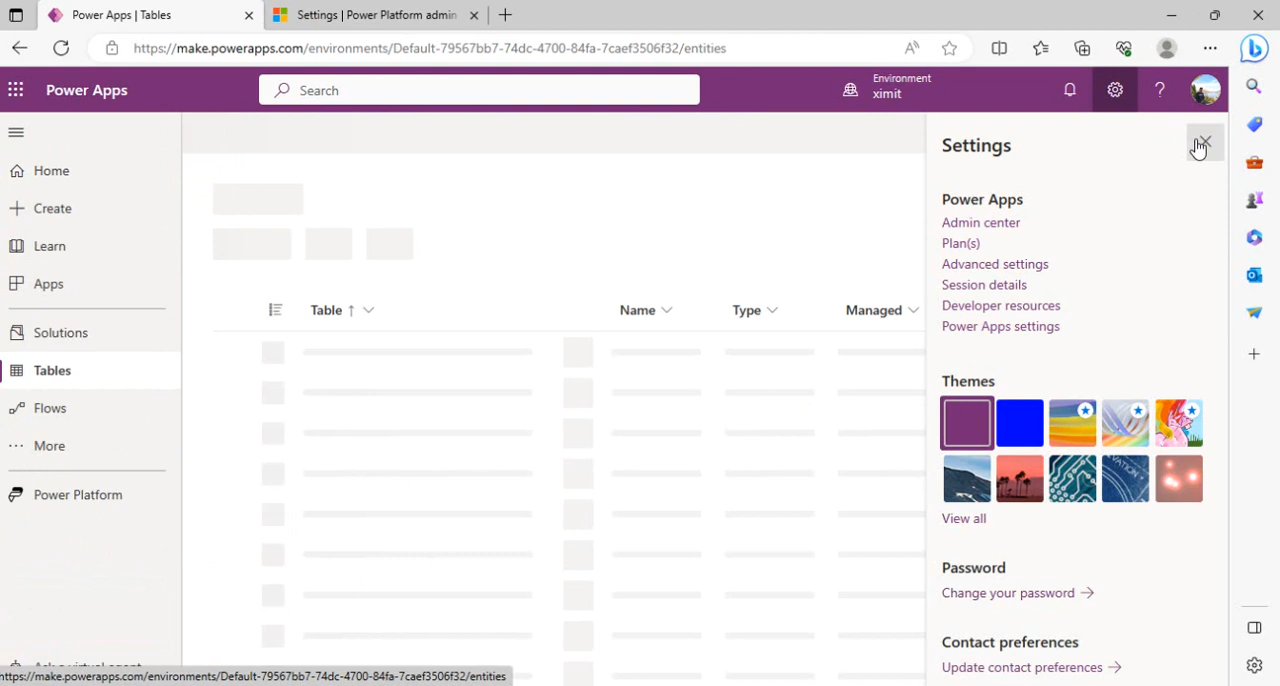 Power Apps | Tables
Settings | Power Platform admin
https://make.powerapps.com/environments/Default-79567bb7-74dc-4700-84fa-7caef3506f32/entities
Power Apps
Search
Environment
ximit
Home
Create
Learn
Apps
Solutions
Tables
Flows
More
Power Platform
Ask a virtual agent
Table
Name
Type
Managed
Settings
Power Apps
Admin center
Plan(s)
Advanced settings
Session details
Developer resources
Power Apps settings
Themes
View all
Password
Change your password
Contact preferences
Update contact preferences
https://make.powerapps.com/environments/Default-79567bb7-74dc-4700-84fa-7caef3506f32/entities